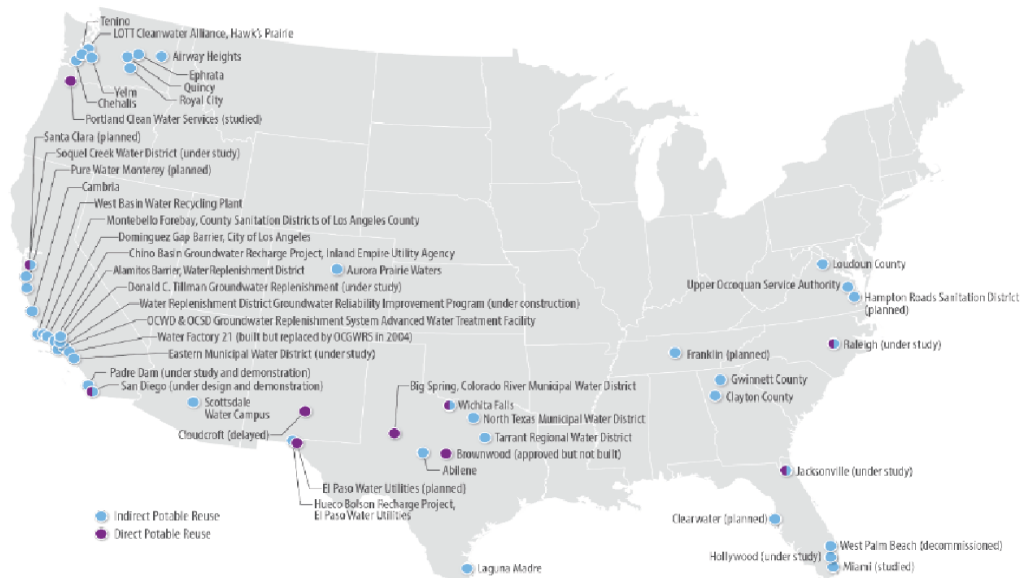 Tenino
LOTT Cleanwater Alliance, Hawk's Prairie
Airway Heights
Ephrata
Quincy
Royal City
Yelm
Chehalis
Portland Clean Water Services (studied)
Santa Clara (planned)
Soquel Creek Water District (under study)
Pure Water Monterey (planned)
Cambria
West Basin Water Recycling Plant
Montebello Forebay, County Sanitation Districts of Los Angeles County
Dominguez Gap Barrier, City of Los Angeles
Chino Basin Groundwater Recharge Project, Inland Empire Utility Agency
Alamitos Barrier, Water Replenishment District
Donald C. Tillman Groundwater Replenishment (under study)
Water Replenishment District Groundwater Reliability Improvement Program (under construction)
OCWD & OCSD Groundwater Replenishment System Advanced Water Treatment Facility
Water Factory 21 (built but replaced by OCGWRS in 2004)
Eastern Municipal Water District (under study)
Padre Dam (under study and demonstration)
San Diego (under design and demonstration)
Scottsdale
Water Campus
Cloudcroft (delayed)
Aurora Prairie Waters
Big Spring, Colorado River Municipal Water District
Wichita Falls
North Texas Municipal Water District
Tarrant Regional Water District
Brownwood (approved but not built)
Abilene
El Paso Water Utilities (planned)
Hueco Bolson Recharge Project,
El Paso Water Utilities
Laguna Madre
Loudoun County
Upper Occoquan Service Authority
Hampton Roads Sanitation District
(planned)
Raleigh (under study)
Franklin (planned)
Gwinnett County
Clayton County
Jacksonville (under study)
Clearwater (planned)
West Palm Beach (decommissioned)
Hollywood (under study)
Miami (studied)
Indirect Potable Reuse
Direct Potable Reuse